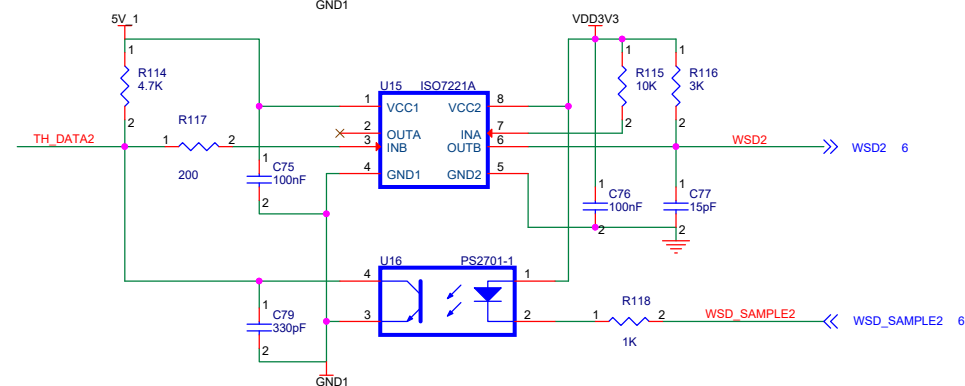 GND1
5V_1
VDD3V3
1
R114
4.7K
2
1
R115
10K
2
1
R116
3K
2
U15 ISO7221A
1 VCC1 VCC2 8
2 OUTA INA 7
3 INB OUTB 6
4 GND1 GND2 5
TH_DATA2
R117
1 2
200
WSD2
WSD2 6
1
C75
100nF
2
1
C76
100nF
2
1
C77
15pF
2
U16 PS2701-1
4 1
3 2
1
C79
330pF
2
R118
1 2
1K
WSD_SAMPLE2
WSD_SAMPLE2 6
GND1